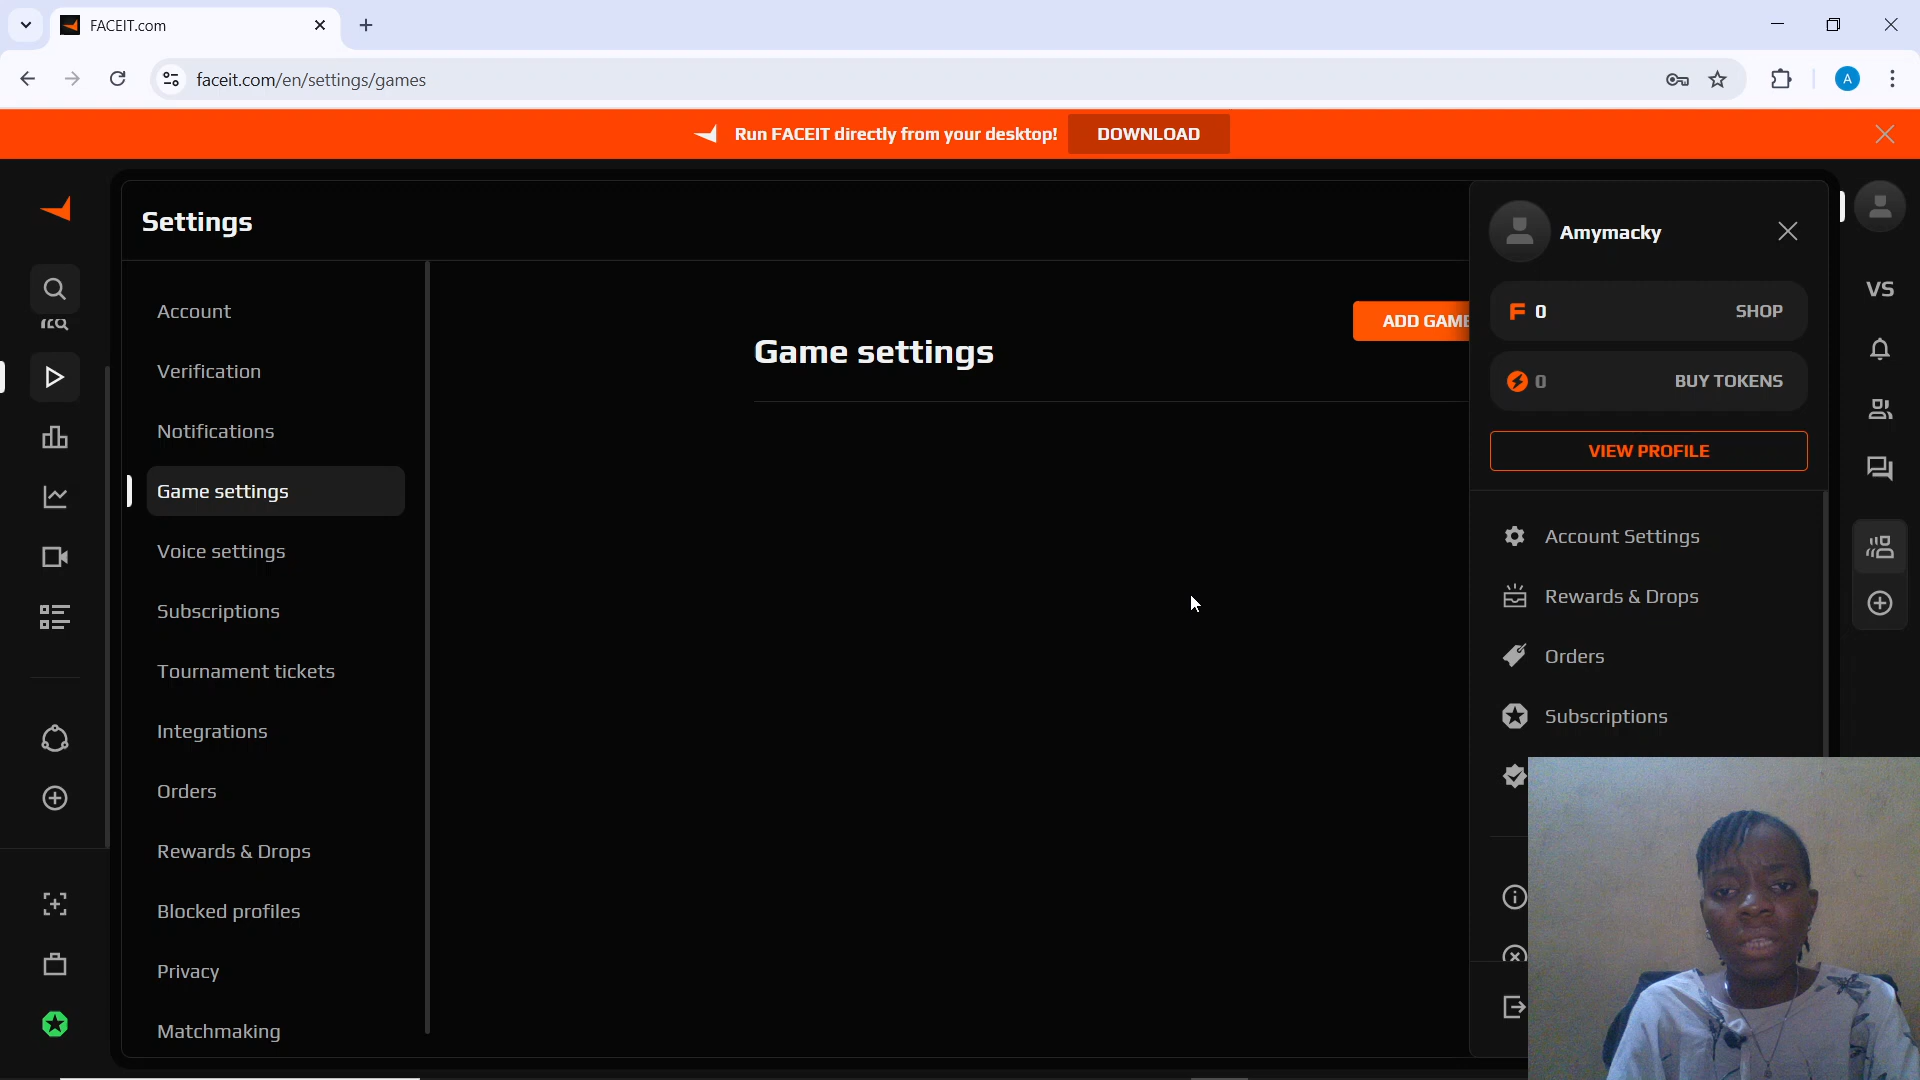 FACEIT.com
faceit.com/en/settings/games
A
Run FACEIT directly from your desktop!
DOWNLOAD
Settings
Account
Verification
Notifications
Game settings
Voice settings
Subscriptions
Tournament tickets
Integrations
Orders
Rewards & Drops
Blocked profiles
Privacy
Matchmaking
Game settings
ADD GAME
Amymacky
0 SHOP
0 BUY TOKENS
VIEW PROFILE
Account Settings
Rewards & Drops
Orders
Subscriptions
VS